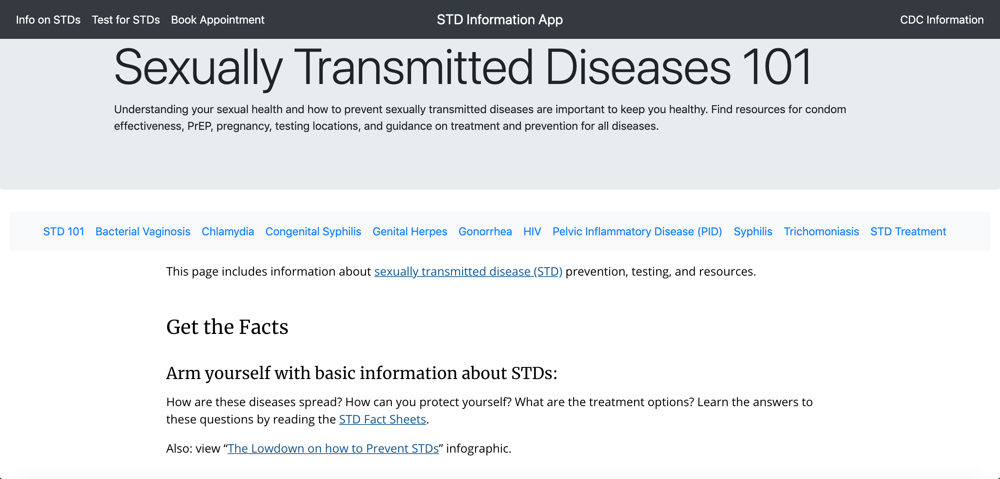 Info on STDs Test for STDs Book Appointment STD Information App CDC Information
Sexually Transmitted Diseases 101
Understanding your sexual health and how to prevent sexually transmitted diseases are important to keep you healthy. Find resources for condom
effectiveness, PrEP, pregnancy, testing locations, and guidance on treatment and prevention for all diseases.
STD 101 Bacterial Vaginosis Chlamydia Congenital Syphilis Genital Herpes Gonorrhea HIV Pelvic Inflammatory Disease (PID) Syphilis Trichomoniasis STD Treatment
This page includes information about sexually transmitted disease (STD) prevention, testing, and resources.
Get the Facts
Arm yourself with basic information about STDs:
How are these diseases spread? How can you protect yourself? What are the treatment options? Learn the answers to
these questions by reading the STD Fact Sheets.
Also: view “The Lowdown on how to Prevent STDs” infographic.